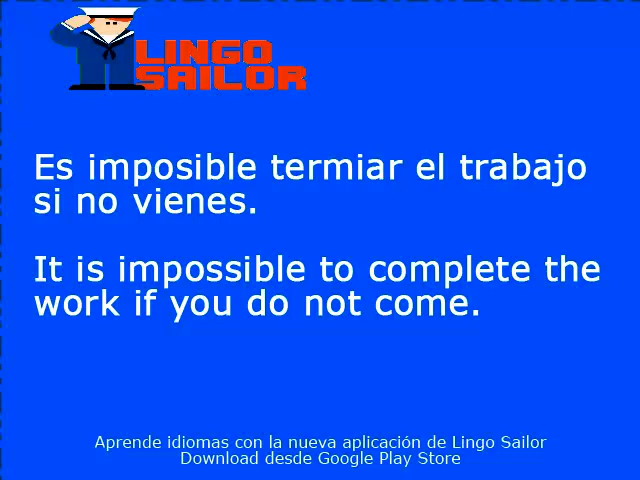 LINGO
SAILOR
Es imposible termiar el trabajo
si no vienes.
It is impossible to complete the
work if you do not come.
Aprende idiomas con la nueva aplicación de Lingo Sailor
Download desde Google Play Store